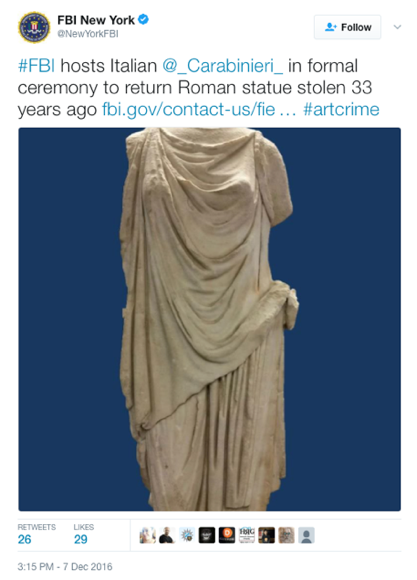 FBI New York
@NewYorkFBI
Follow
#FBI hosts Italian @_Carabinieri_ in formal
ceremony to return Roman statue stolen 33
years ago fbi.gov/contact-us/fie … #artcrime
RETWEETS
LIKES
26
29
3:15 PM - 7 Dec 2016